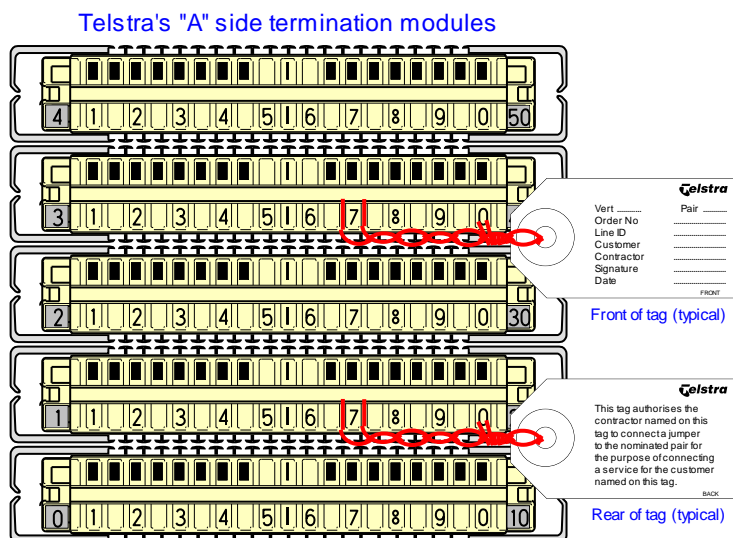 Telstra's "A" side termination modules
4 1 2 3 4 5 6 7 8 9 0 50
3 1 2 3 4 5 6 7 8 9 0
Telstra
Vert ........ Pair ........
Order No ........
Line ID ........
Customer ........
Contractor ........
Signature ........
Date ........
FRONT
2 1 2 3 4 5 6 7 8 9 0 30
Front of tag (typical)
1 1 2 3 4 5 6 7 8 9 0
Telstra
This tag authorises the
contractor named on this
tag to connect a jumper
to the nominated pair for
the purpose of connecting
a service for the customer
named on this tag.
BACK
0 1 2 3 4 5 6 7 8 9 0 10
Rear of tag (typical)